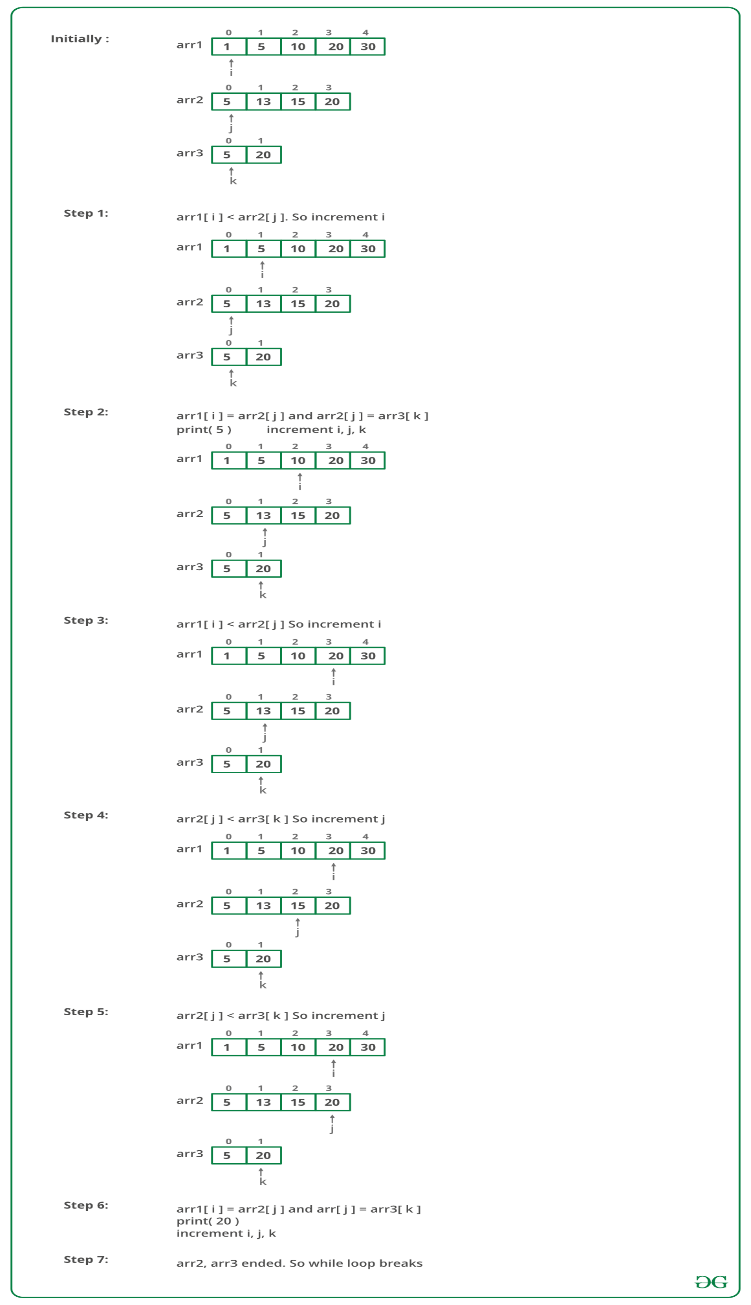 Initially :
0 1 2 3 4
arr1 1 5 10 20 30
i
0 1 2 3
arr2 5 13 15 20
j
0 1
arr3 5 20
k
Step 1: arr1[ i ] < arr2[ j ]. So increment i
0 1 2 3 4
arr1 1 5 10 20 30
i
0 1 2 3
arr2 5 13 15 20
j
0 1
arr3 5 20
k
Step 2: arr1[ i ] = arr2[ j ] and arr2[ j ] = arr3[ k ]
print( 5 ) increment i, j, k
0 1 2 3 4
arr1 1 5 10 20 30
i
0 1 2 3
arr2 5 13 15 20
j
0 1
arr3 5 20
k
Step 3: arr1[ i ] < arr2[ j ] So increment i
0 1 2 3 4
arr1 1 5 10 20 30
i
0 1 2 3
arr2 5 13 15 20
j
0 1
arr3 5 20
k
Step 4: arr2[ j ] < arr3[ k ] So increment j
0 1 2 3 4
arr1 1 5 10 20 30
i
0 1 2 3
arr2 5 13 15 20
j
0 1
arr3 5 20
k
Step 5: arr2[ j ] < arr3[ k ] So increment j
0 1 2 3 4
arr1 1 5 10 20 30
i
0 1 2 3
arr2 5 13 15 20
j
0 1
arr3 5 20
k
Step 6: arr1[ i ] = arr2[ j ] and arr[ j ] = arr3[ k ]
print( 20 )
increment i, j, k
Step 7: arr2, arr3 ended. So while loop breaks